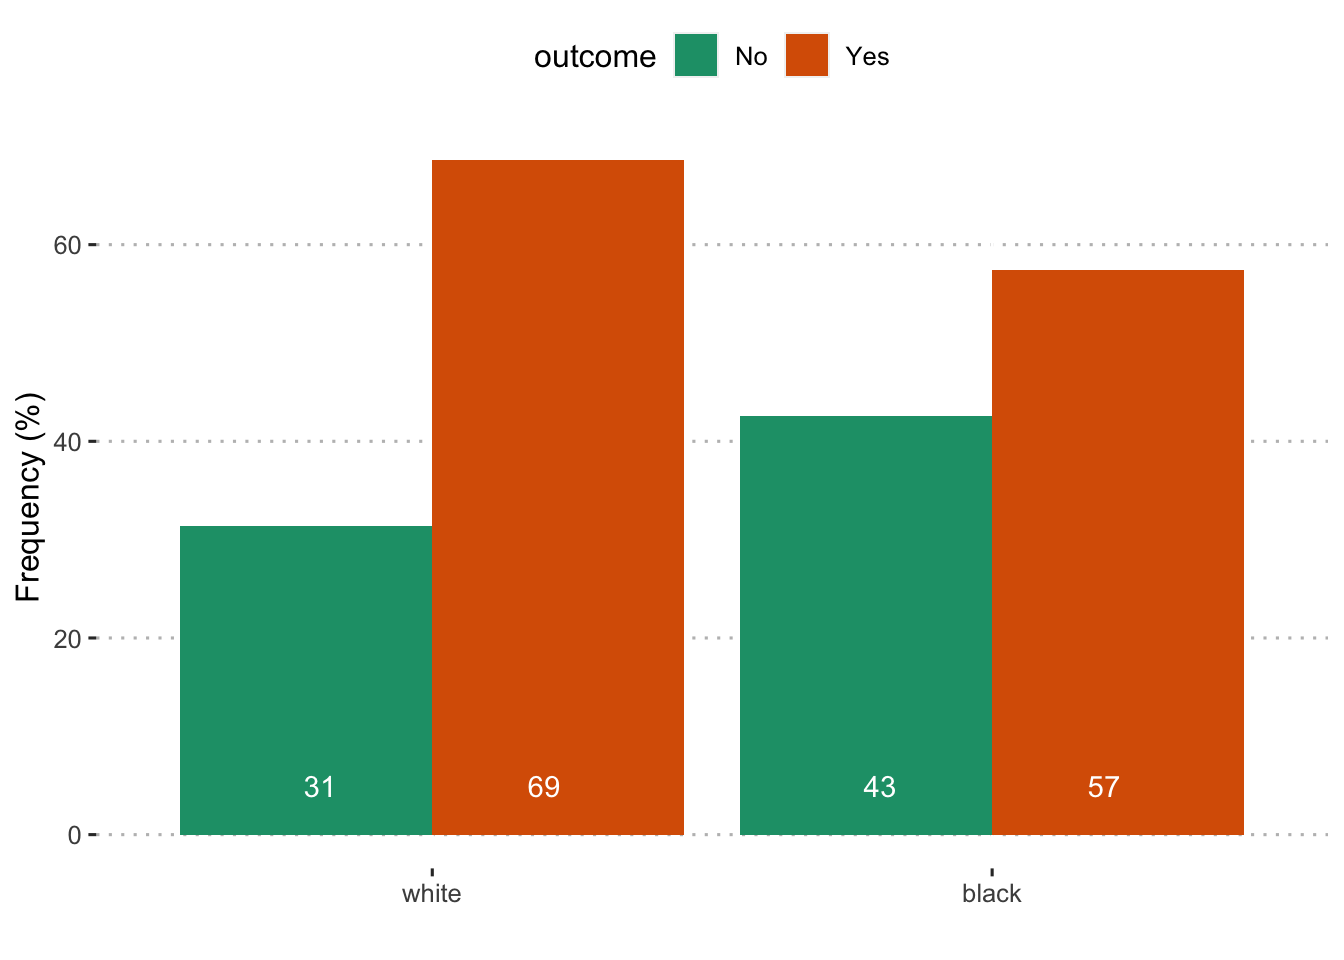 outcome No Yes
Frequency (%)
60
40
20
0
31 69 43 57
white black